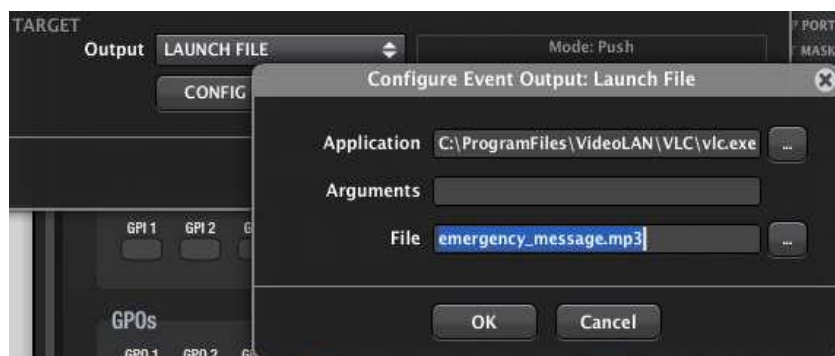 TARGET
Output LAUNCH FILE
Mode: Push
PORT
MASK
CONFIG
Configure Event Output: Launch File
Application C:\ProgramFiles\VideoLAN\VLC\vlc.exe ...
Arguments
File emergency_message.mp3 ...
OK Cancel
GPI 1 GPI 2
GPOs
GPO 1 GPO 2